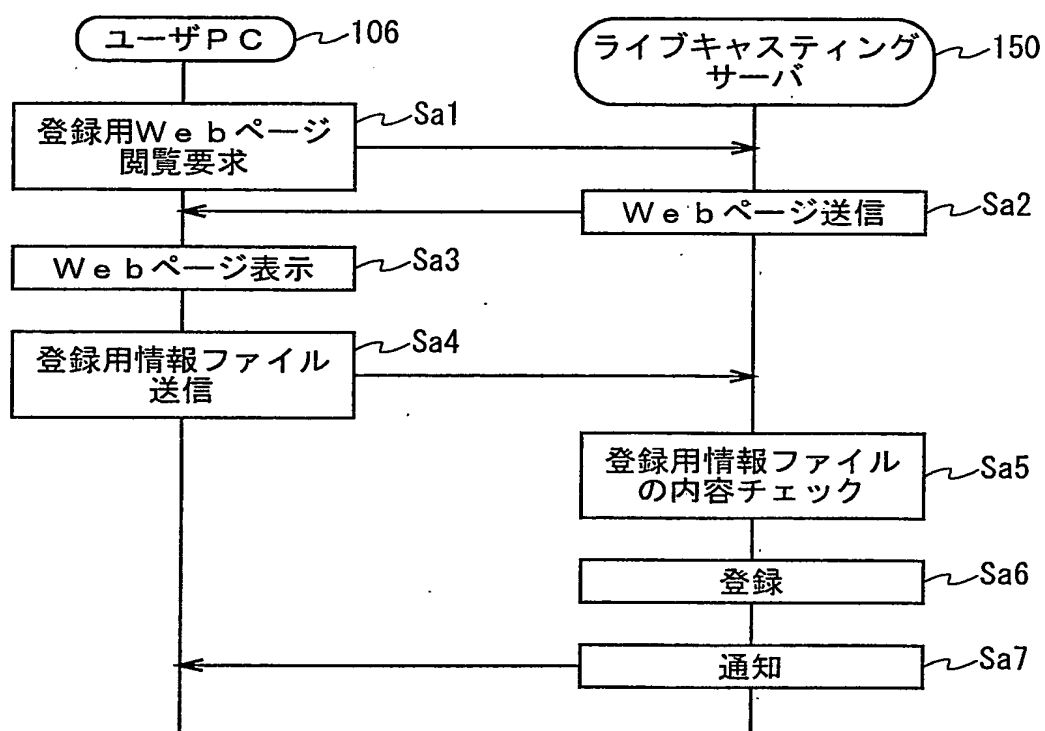 ユーザPC
106
ライブキャスティング
サーバ
150
登録用Webページ
閲覧要求
Sa1
Webページ送信
Sa2
Webページ表示
Sa3
登録用情報ファイル
送信
Sa4
登録用情報ファイル
の内容チェック
Sa5
登録
Sa6
通知
Sa7